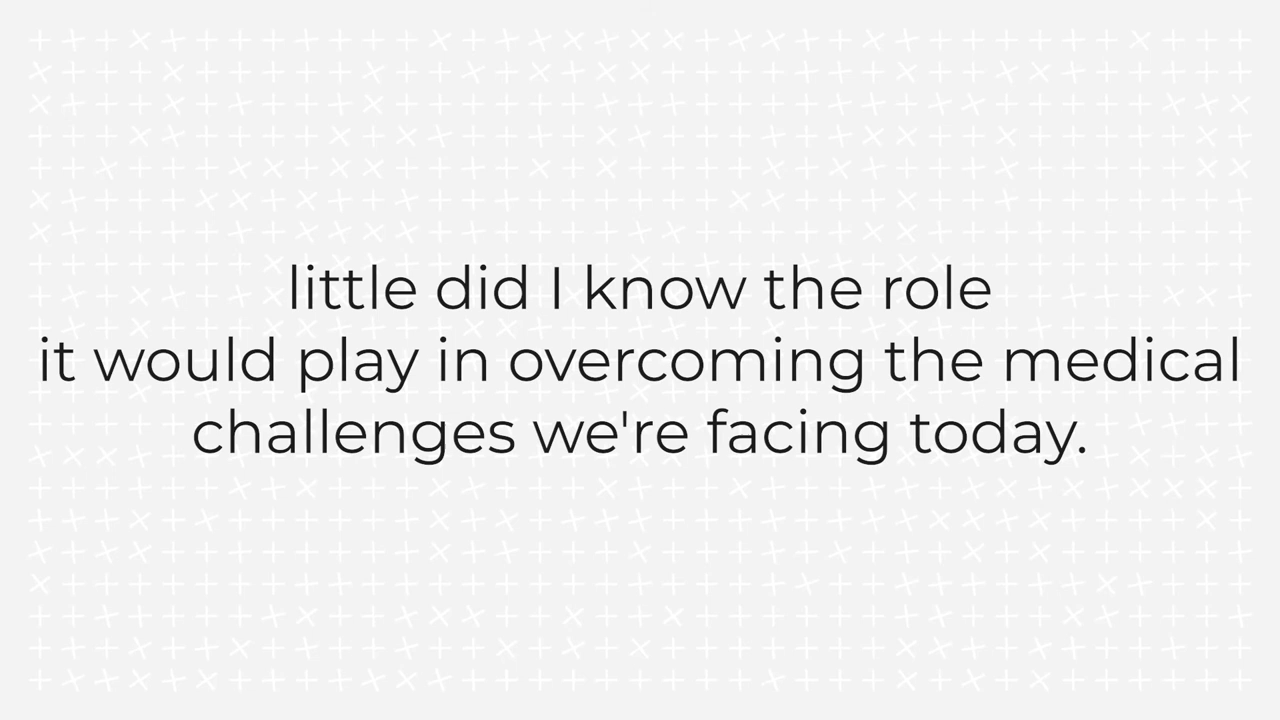 little did I know the role
it would play in overcoming the medical
challenges we're facing today.